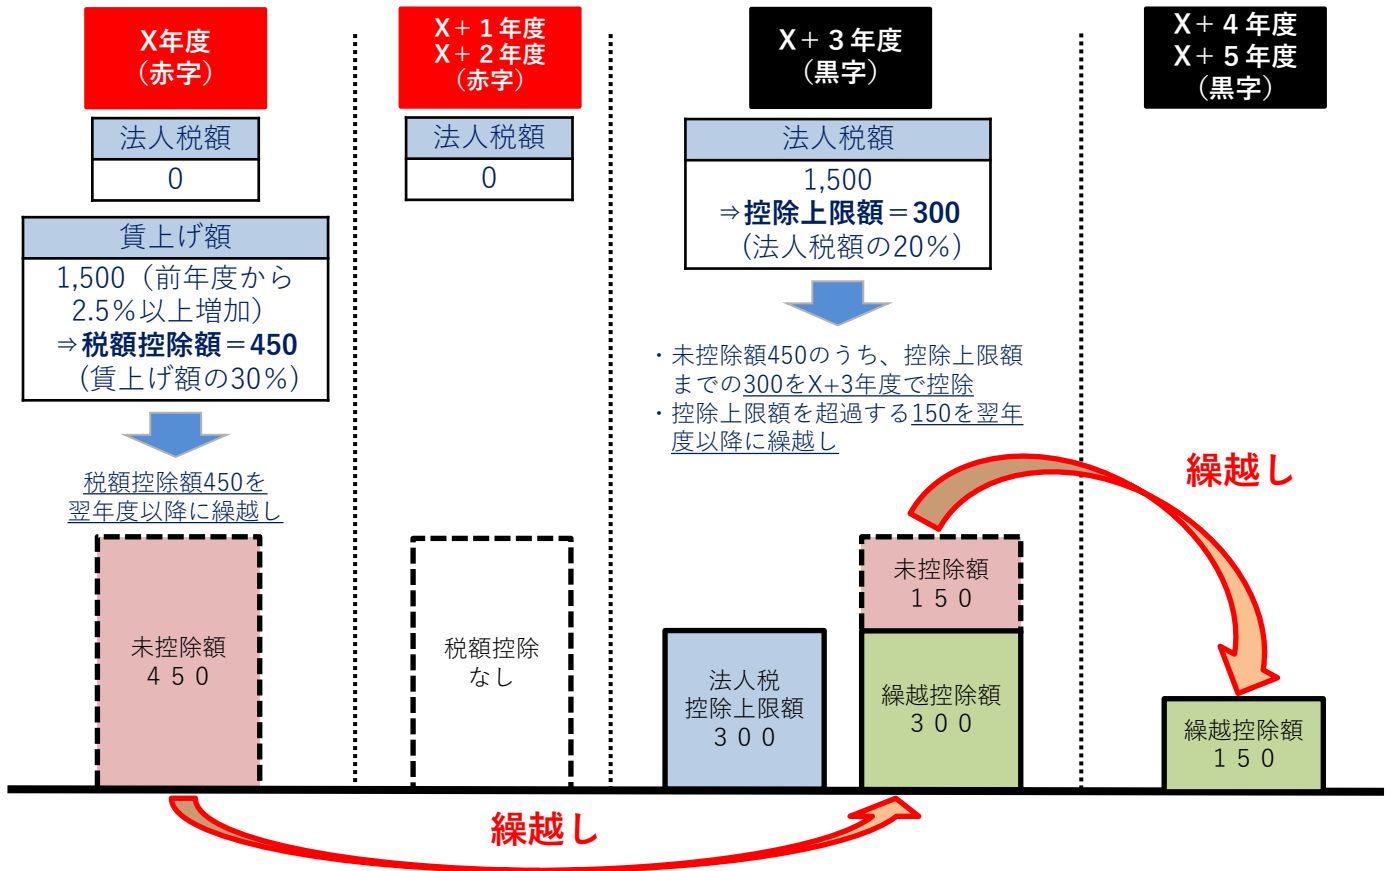 X年度
（赤字）
法人税額
0
賃上げ額
1,500（前年度から
2.5％以上増加）
⇒税額控除額＝450
（賃上げ額の30％）
税額控除額450を
翌年度以降に繰越し
未控除額
４５０
X＋１年度
X＋２年度
（赤字）
法人税額
0
税額控除
なし
繰越し
X＋３年度
（黒字）
法人税額
1,500
⇒控除上限額＝300
（法人税額の20％）
・未控除額450のうち、控除上限額
までの300をX+3年度で控除
・控除上限額を超過する150を翌年
度以降に繰越し
法人税
控除上限額
３００
未控除額
１５０
繰越控除額
３００
X＋４年度
X＋５年度
（黒字）
繰越し
繰越控除額
１５０